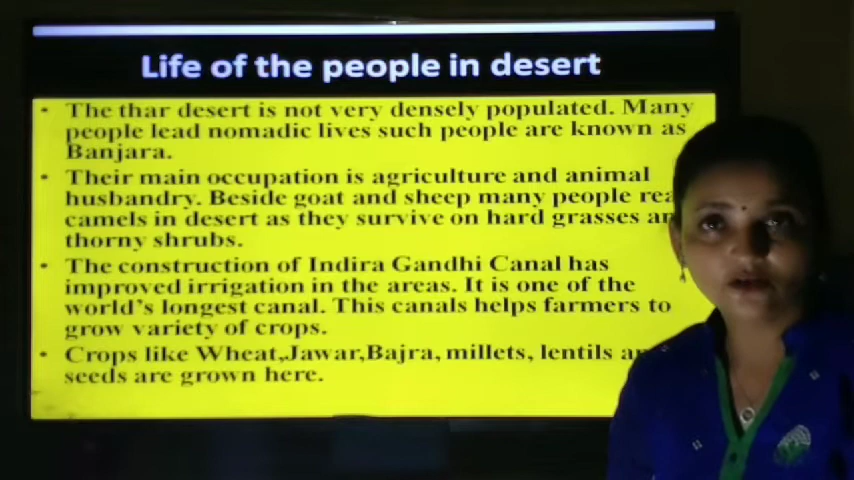 Life of the people in desert
• The thar desert is not very densely populated. Many
people lead nomadic lives such people are known as
Banjara.
• Their main occupation is agriculture and animal
husbandry. Beside goat and sheep many people
camels in desert as they survive on hard grasses
thorny shrubs.
• The construction of Indira Gandhi Canal has
improved irrigation in the areas. It is one of the
world's longest canal. This canals helps farmers to
grow variety of crops.
• Crops like Wheat,Jawar,Bajra, millets, lentils
seeds are grown here.